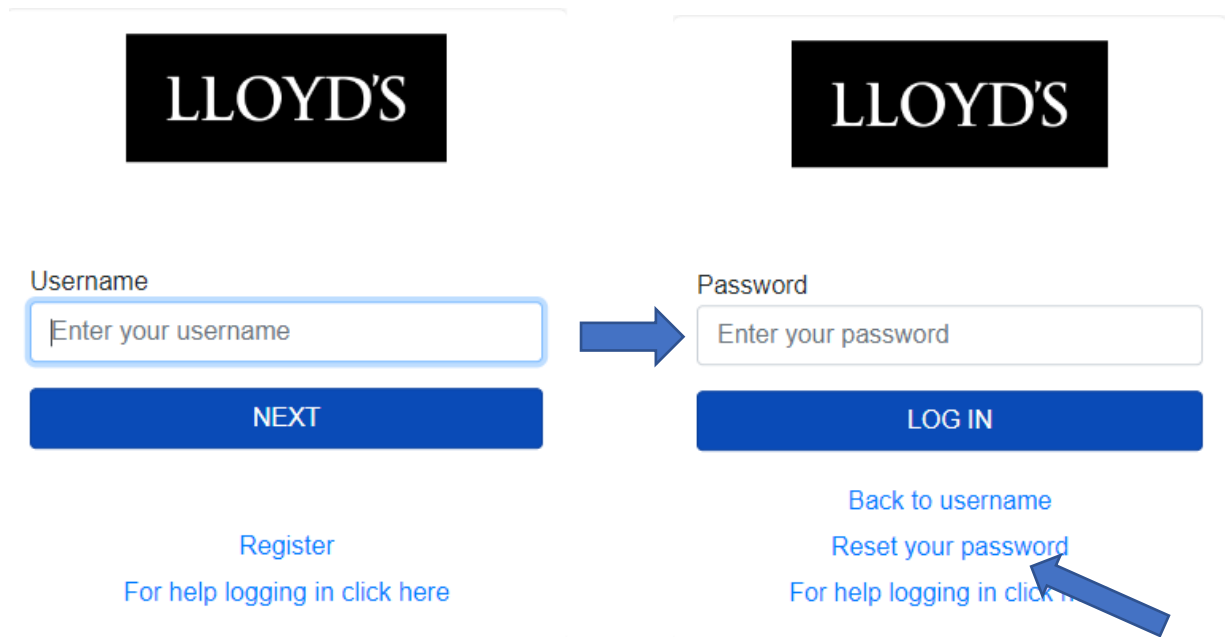 LLOYD'S
Username
Enter your username
NEXT
Register
For help logging in click here
LLOYD'S
Password
Enter your password
LOG IN
Back to username
Reset your password
For help logging in click